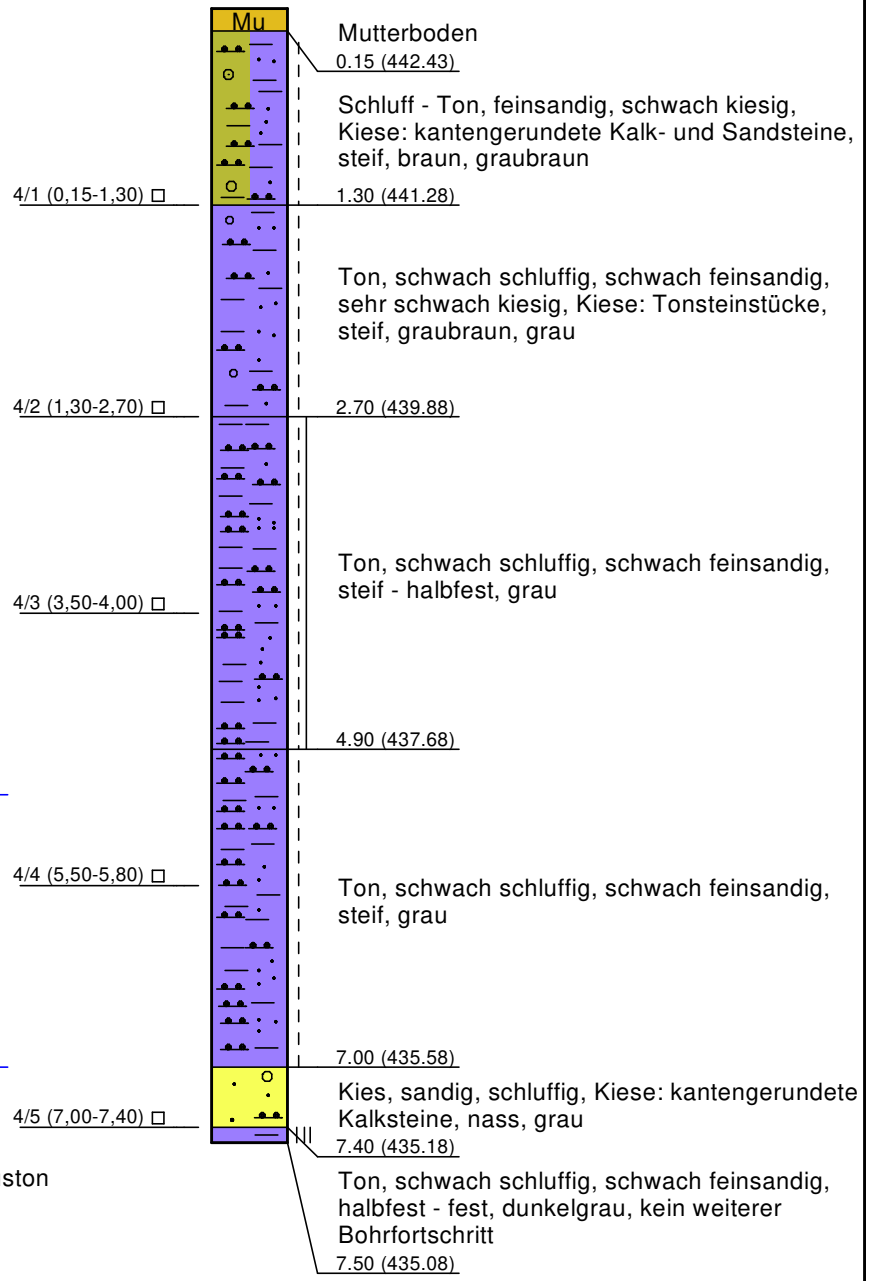 Mu
Mutterboden
0.15 (442.43)
Schluff - Ton, feinsandig, schwach kiesig,
Kiese: kantengerundete Kalk- und Sandsteine,
steif, braun, graubraun
4/1 (0,15-1,30)
1.30 (441.28)
Ton, schwach schluffig, schwach feinsandig,
sehr schwach kiesig, Kiese: Tonsteinstücke,
steif, graubraun, grau
4/2 (1,30-2,70)
2.70 (439.88)
Ton, schwach schluffig, schwach feinsandig,
steif - halbfest, grau
4/3 (3,50-4,00)
4.90 (437.68)
4/4 (5,50-5,80)
Ton, schwach schluffig, schwach feinsandig,
steif, grau
7.00 (435.58)
Kies, sandig, schluffig, Kiese: kantengerundete
Kalksteine, nass, grau
4/5 (7,00-7,40)
7.40 (435.18)
ston
Ton, schwach schluffig, schwach feinsandig,
halbfest - fest, dunkelgrau, kein weiterer
Bohrfortschritt
7.50 (435.08)